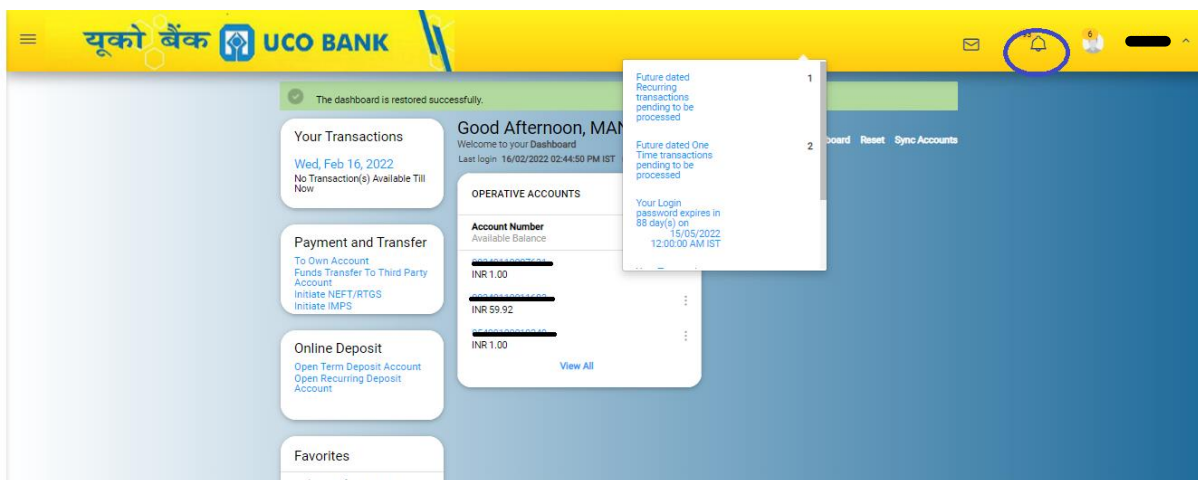 यूको बैंक UCO BANK
6
The dashboard is restored successfully.
Your Transactions
Wed, Feb 16, 2022
No Transaction(s) Available Till
Now
Payment and Transfer
To Own Account
Funds Transfer To Third Party
Account
Initiate NEFT/RTGS
Initiate IMPS
Online Deposit
Open Term Deposit Account
Open Recurring Deposit
Account
Favorites
Good Afternoon, MAN
Welcome to your Dashboard
Last login 16/02/2022 02:44:50 PM IST
board Reset Sync Accounts
OPERATIVE ACCOUNTS
Account Number
Available Balance
INR 1.00
INR 59.92
INR 1.00
View All
Future dated 1
Recurring
transactions
pending to be
processed
Future dated One 2
Time transactions
pending to be
processed
Your Login
password expires in
88 day(s) on
15/05/2022
12:00:00 AM IST